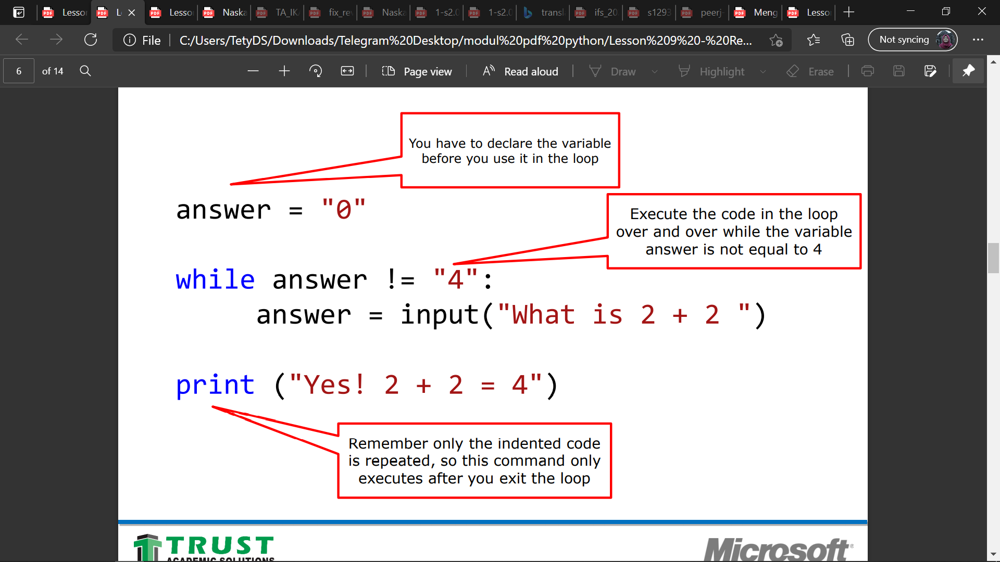 Lesso
L
Lesso
Naska
TA_IK
fix_rev
Naska
1-s2.0
1-s2.0
transl
ifs_20
s1293
peerj-
Meng
Lesso
File
C:/Users/TetyDS/Downloads/Telegram%20Desktop/modul%20pdf%20python/Lesson%209%20-%20Re...
Not syncing
6 of 14
Page view
Read aloud
Draw
Highlight
Erase
You have to declare the variable
before you use it in the loop
answer = "0"
Execute the code in the loop
over and over while the variable
answer is not equal to 4
while answer != "4":
answer = input("What is 2 + 2 ")
print ("Yes! 2 + 2 = 4")
Remember only the indented code
is repeated, so this command only
executes after you exit the loop
TRUST
ACADEMIC SOLUTIONS
Microsoft